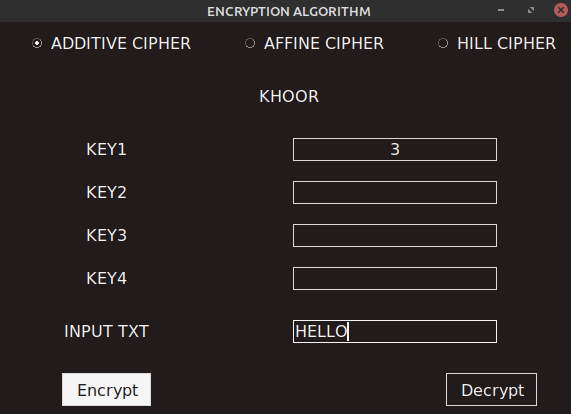 ENCRYPTION ALGORITHM
ADDITIVE CIPHER AFFINE CIPHER HILL CIPHER
KHOOR
KEY1 3
KEY2
KEY3
KEY4
INPUT TXT HELLO
Encrypt Decrypt